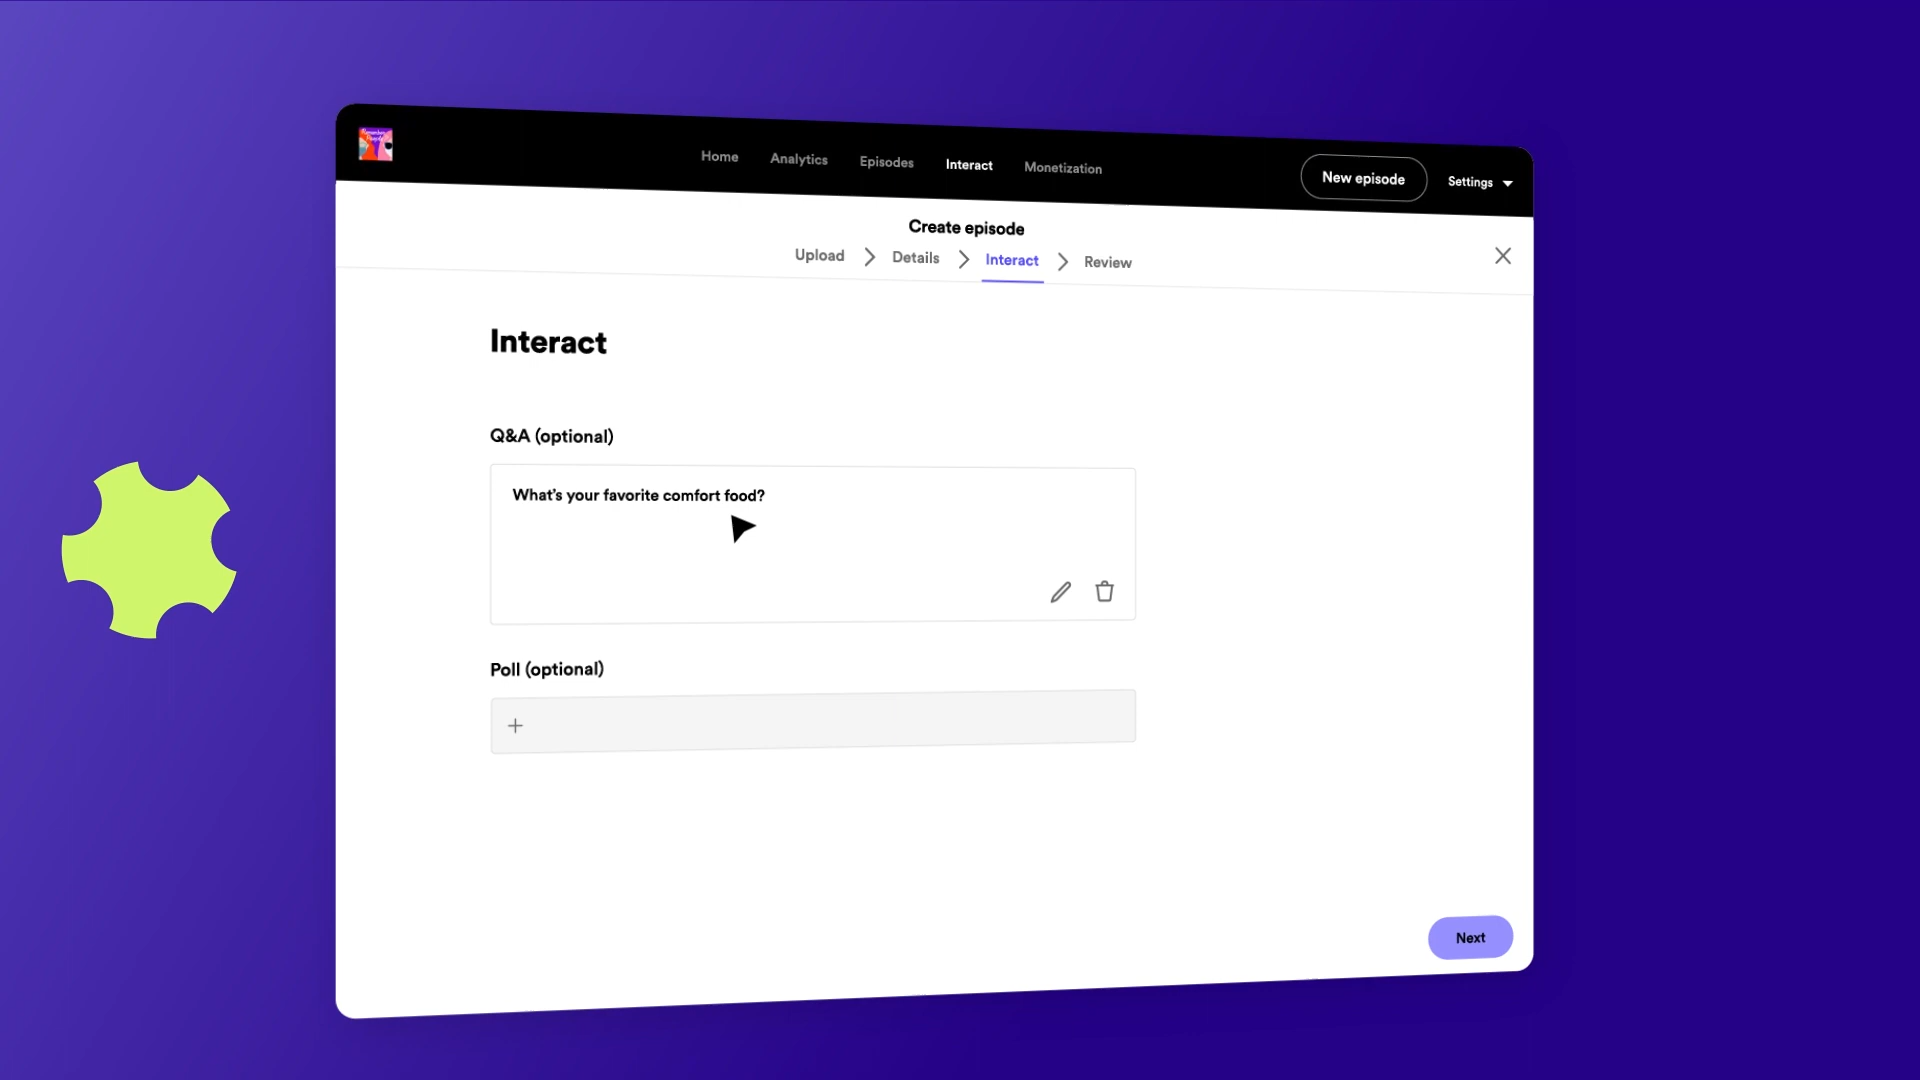 Home
Analytics
Episodes
Interact
Monetization
New episode
Settings
Create episode
Upload
Details
Interact
Review
Interact
Q&A (optional)
What's your favorite comfort food?
Poll (optional)
Next